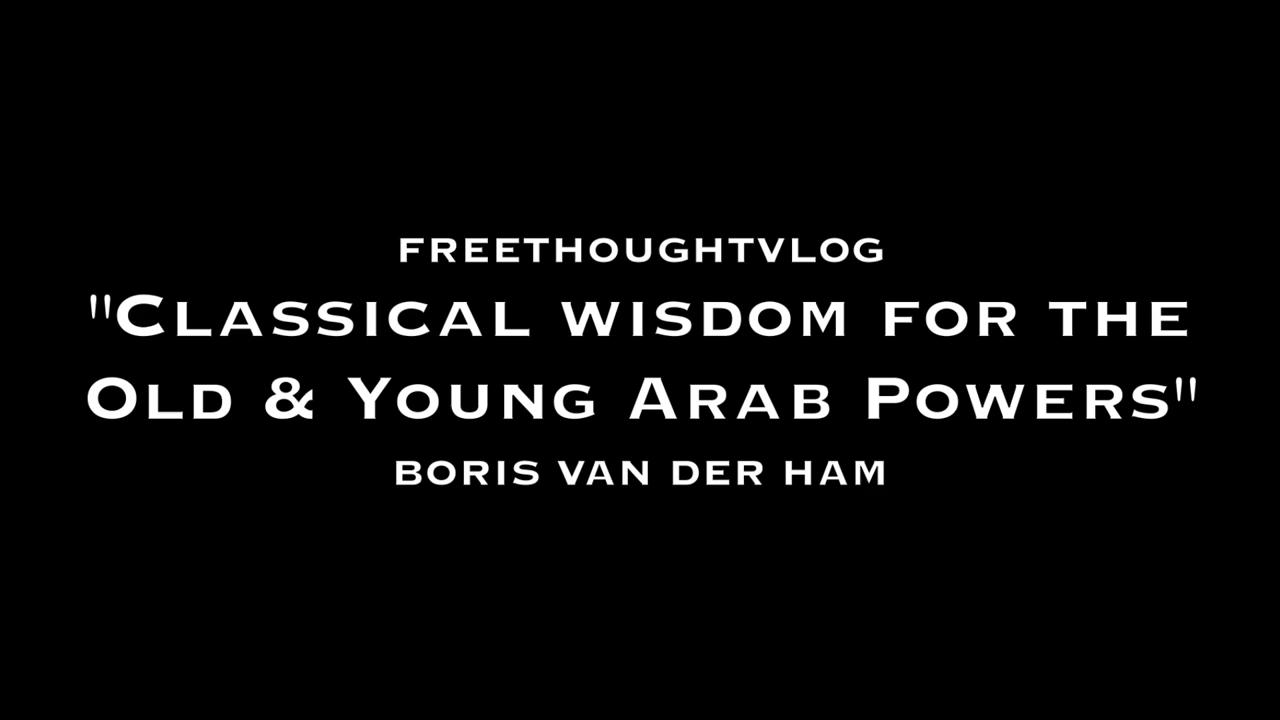 FREETHOUGHTVLOG
"CLASSICAL WISDOM FOR THE
OLD & YOUNG ARAB POWERS"
BORIS VAN DER HAM